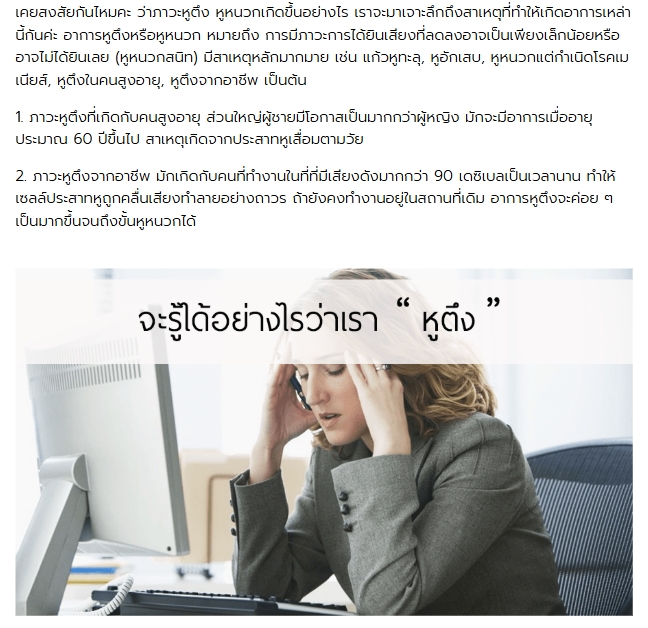 เคยสงสัยกันไหมคะ ว่าภาวะหูตึง หูหนวกเกิดขึ้นอย่างไร เราจะมาเจาะลึกถึงสาเหตุที่ทำให้เกิดอาการเหล่า
นี้กันค่ะ อาการหูตึงหรือหูหนวก หมายถึง การมีภาวะการได้ยินเสียงที่ลดลงอาจเป็นเพียงเล็กน้อยหรือ
อาจไม่ได้ยินเลย (หูหนวกสนิท) มีสาเหตุหลักมากมาย เช่น แก้วหูทะลุ, หูอักเสบ, หูหนวกแต่กำเนิดโรคเม
เนียส์, หูตึงในคนสูงอายุ, หูตึงจากอาชีพ เป็นต้น
1. ภาวะหูตึงที่เกิดกับคนสูงอายุ ส่วนใหญ่ผู้ชายมีโอกาสเป็นมากกว่าผู้หญิง มักจะมีอาการเมื่ออายุ
ประมาณ 60 ปีขึ้นไป สาเหตุเกิดจากประสาทหูเสื่อมตามวัย
2. ภาวะหูตึงจากอาชีพ มักเกิดกับคนที่ทำงานในที่ที่มีเสียงดังมากกว่า 90 เดซิเบลเป็นเวลานาน ทำให้
เซลล์ประสาทหูถูกคลื่นเสียงทำลายอย่างถาวร ถ้ายังคงทำงานอยู่ในสถานที่เดิม อาการหูตึงจะค่อย ๆ
เป็นมากขึ้นจนถึงขั้นหูหนวกได้
จะรู้ได้อย่างไรว่าเรา “ หูตึง ”